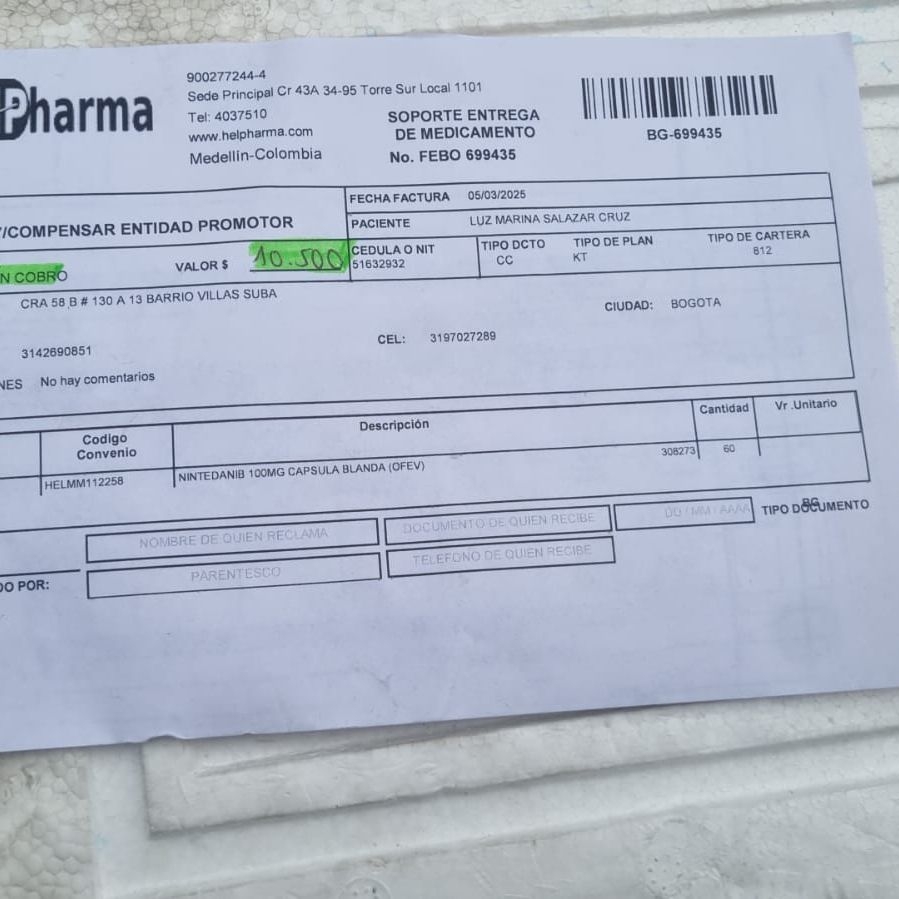 Pharma
900277244-4
Sede Principal Cr 43A 34-95 Torre Sur Local 1101
Tel: 4037510
www.helpharma.com
Medellin-Colombia
SOPORTE ENTREGA
DE MEDICAMENTO
No. FEBO 699435
BG-699435
FECHA FACTURA 05/03/2025
/COMPENSAR ENTIDAD PROMOTOR
PACIENTE LUZ MARINA SALAZAR CRUZ
N COBRO VALOR $ 10.500
CEDULA O NIT
51632932
TIPO DCTO
CC
TIPO DE PLAN
KT
TIPO DE CARTERA
812
CRA 58 B # 130 A 13 BARRIO VILLAS SUBA
CIUDAD: BOGOTA
3142690851
CEL: 3197027289
NES No hay comentarios
Codigo
Convenio
Descripción
Cantidad
Vr .Unitario
HELMM112258
NINTEDANIB 100MG CAPSULA BLANDA (OFEV) 308273
60
NOMBRE DE QUIEN RECLAMA
DOCUMENTO DE QUIEN RECIBE
DD / MM / AAAA
BG
TIPO DOCUMENTO
DO POR:
PARENTESCO
TELEFONO DE QUIEN RECIBE